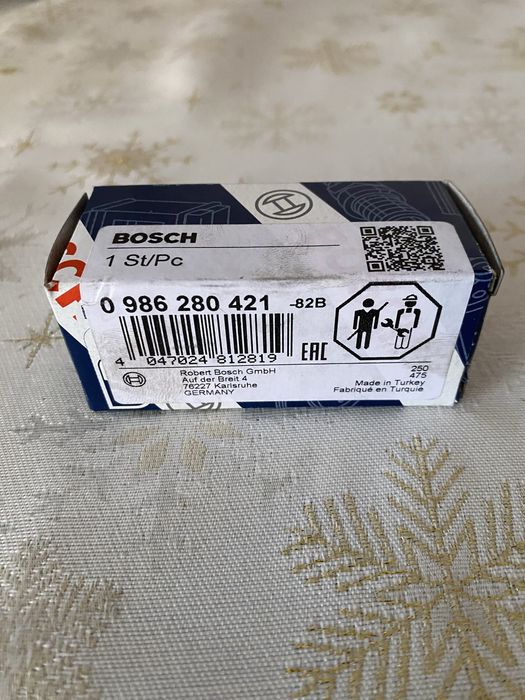 BOSCH
1 St/Pc
0 986 280 421 -82B
4 047024 812819
EAC
Robert Bosch GmbH
Auf der Breit 4
76227 Karlsruhe
GERMANY
250
475
Made in Turkey
Fabriqué en Turquie